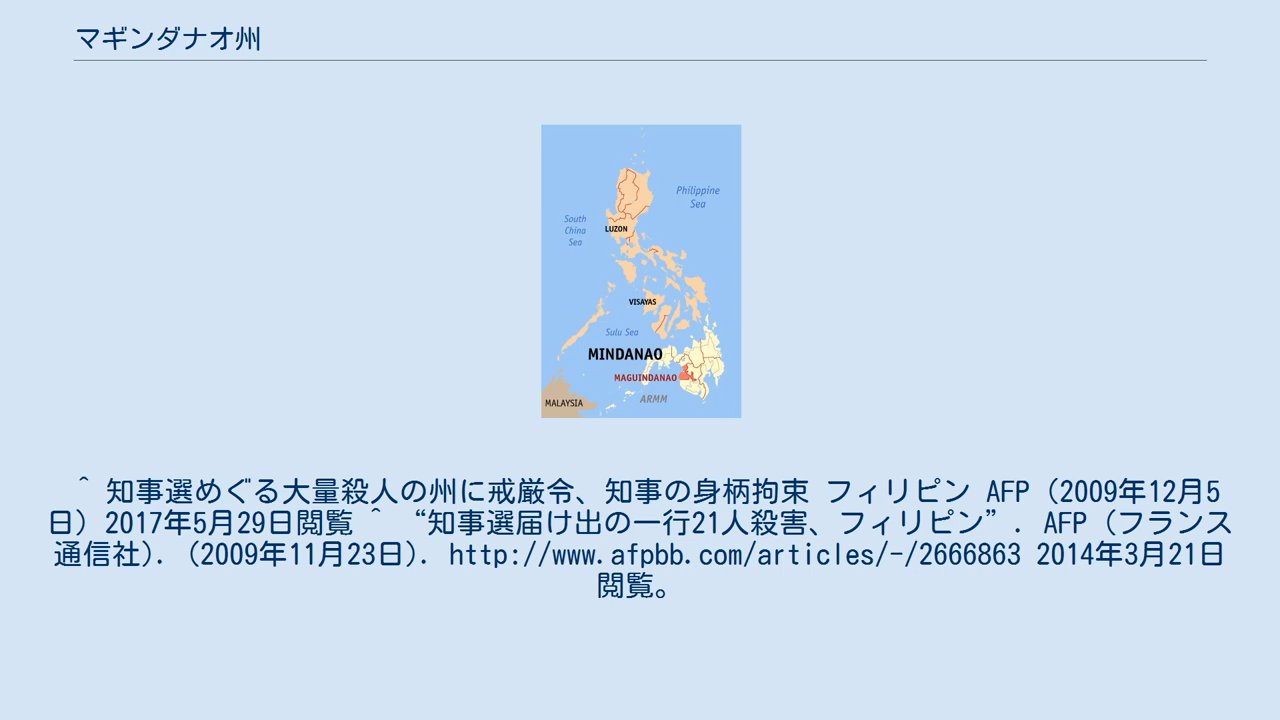 マギンダナオ州
Philippine
Sea
South
China
Sea
LUZON
VISAYAS
Sulu Sea
MINDANAO
MAGUINDANAO
ARMM
MALAYSIA
^ 知事選めぐる大量殺人の州に戒厳令、知事の身柄拘束 フィリピン AFP（2009年12月5
日）2017年5月29日閲覧 ^ “知事選届け出の一行21人殺害、フィリピン”. AFP (フランス
通信社). (2009年11月23日). http://www.afpbb.com/articles/-/2666863 2014年3月21日
閲覧。